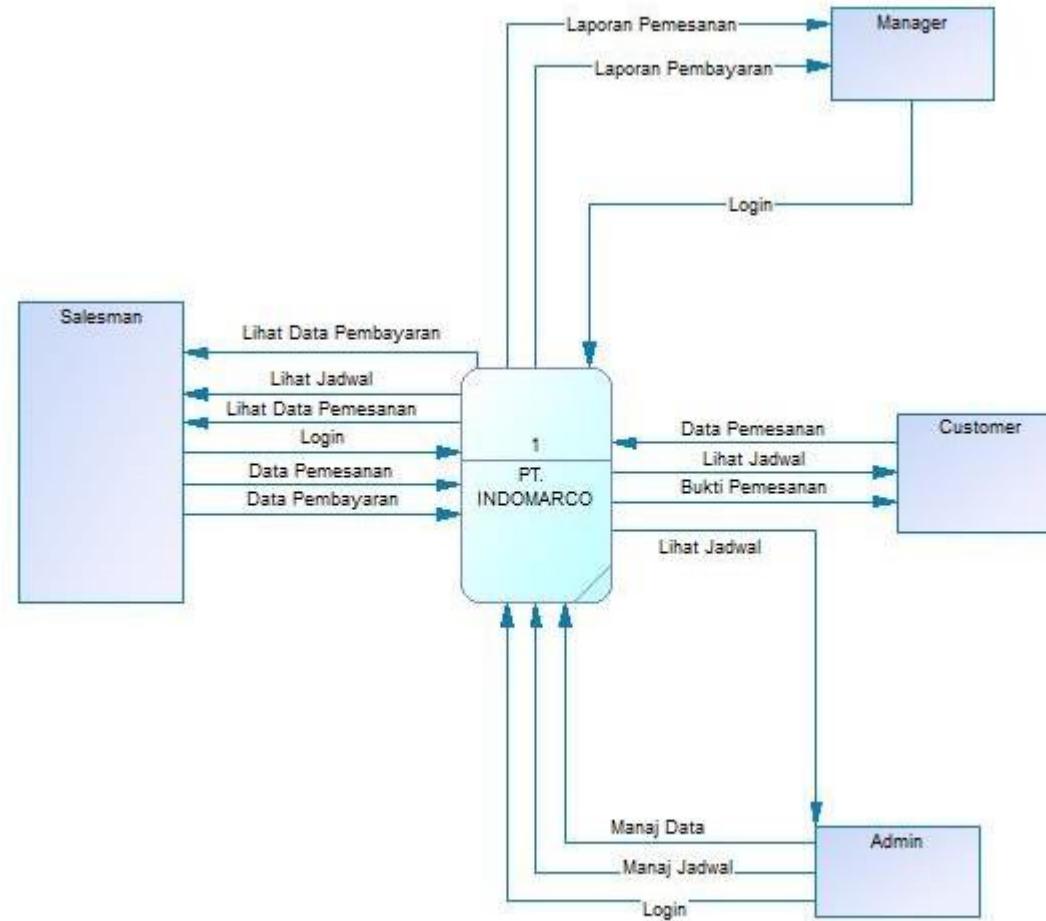 Laporan Pemesanan
Manager
Laporan Pembayaran
Login
Salesman
Lihat Data Pembayaran
Lihat Jadwal
Lihat Data Pemesanan
Login
Data Pemesanan
Data Pembayaran
1
PT.
INDOMARCO
Data Pemesanan
Customer
Lihat Jadwal
Bukti Pemesanan
Lihat Jadwal
Manaj Data
Admin
Manaj Jadwal
Login